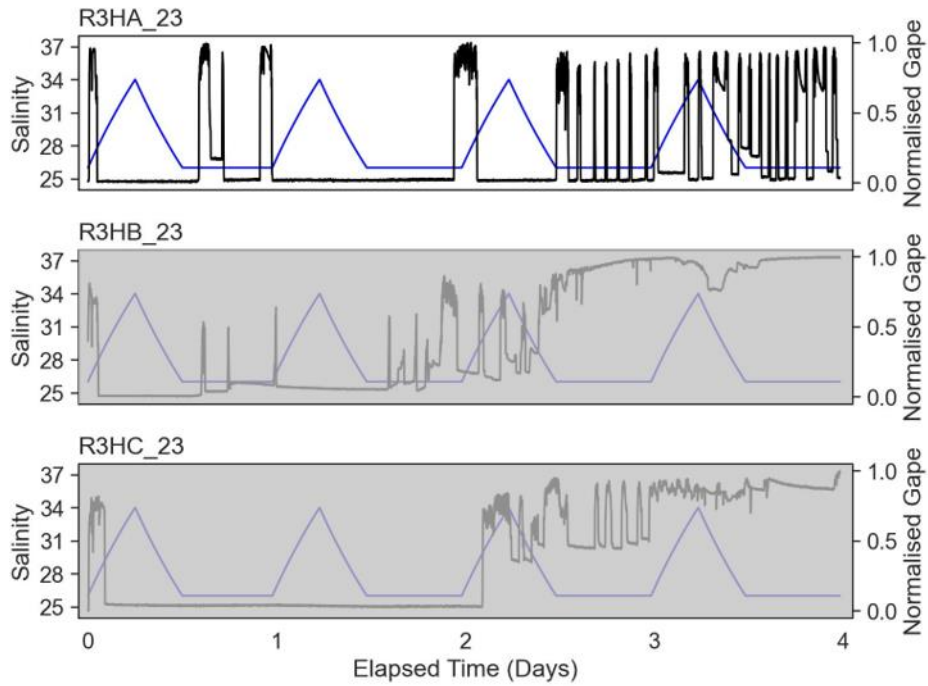 R3HA_23
37
34
31
28
25
Salinity
1.0
0.5
0.0
Normalised Gape
R3HB_23
37
34
31
28
25
Salinity
1.0
0.5
0.0
Normalised Gape
R3HC_23
37
34
31
28
25
Salinity
1.0
0.5
0.0
Normalised Gape
0 1 2 3 4
Elapsed Time (Days)